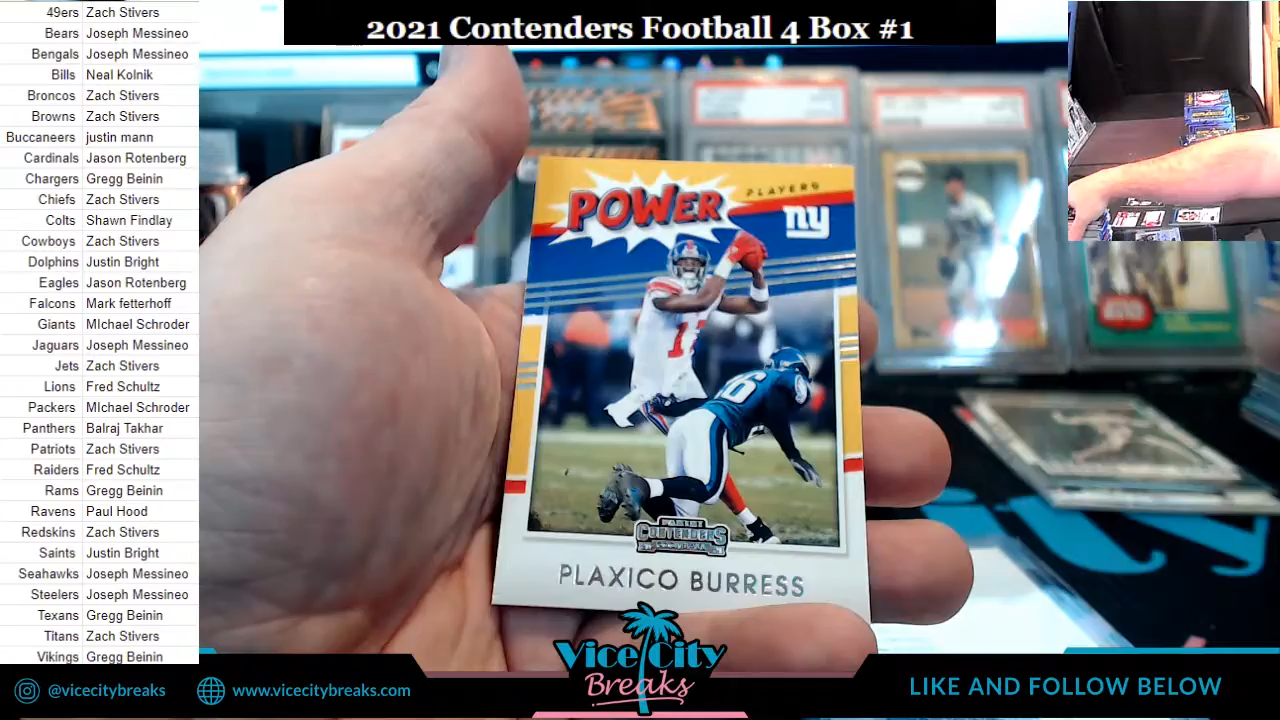 2021 Contenders Football 4 Box #1
49ers Zach Stivers
Bears Joseph Messineo
Bengals Joseph Messineo
Bills Neal Kolnik
Broncos Zach Stivers
Browns Zach Stivers
Buccaneers justin mann
Cardinals Jason Rotenberg
Chargers Gregg Beinin
Chiefs Zach Stivers
Colts Shawn Findlay
Cowboys Zach Stivers
Dolphins Justin Bright
Eagles Jason Rotenberg
Falcons Mark fetterhoff
Giants MIchael Schroder
Jaguars Joseph Messineo
Jets Zach Stivers
Lions Fred Schultz
Packers MIchael Schroder
Panthers Balraj Takhar
Patriots Zach Stivers
Raiders Fred Schultz
Rams Gregg Beinin
Ravens Paul Hood
Redskins Zach Stivers
Saints Justin Bright
Seahawks Joseph Messineo
Steelers Joseph Messineo
Texans Gregg Beinin
Titans Zach Stivers
Vikings Gregg Beinin
POWER PLAYERS
ny
PANINI
CONTENDERS
PLAXICO BURRESS
Vice City
Breaks
@vicecitybreaks
www.vicecitybreaks.com
LIKE AND FOLLOW BELOW